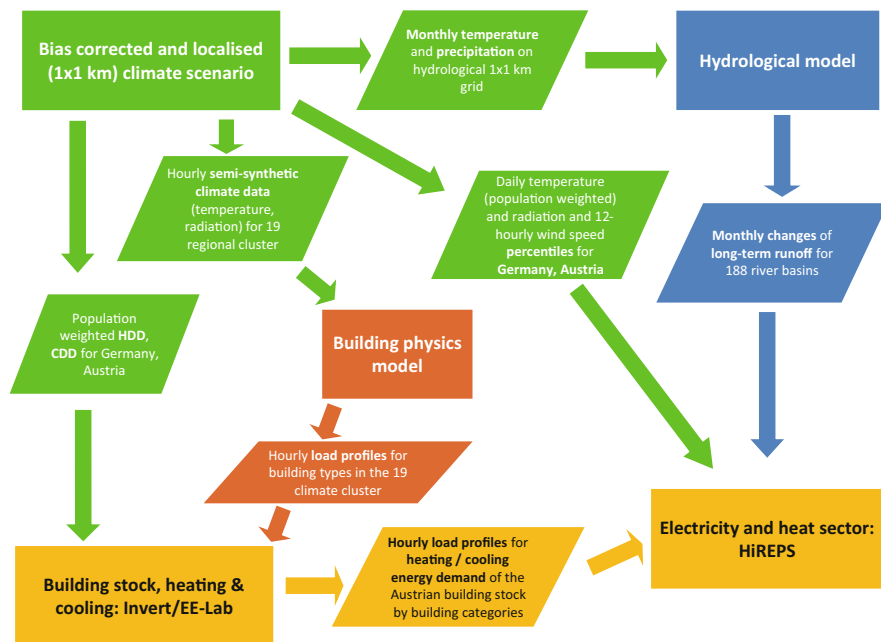 Bias corrected and localised
(1x1 km) climate scenario
Monthly temperature
and precipitation on
hydrological 1x1 km
grid
Hydrological model
Hourly semi-synthetic
climate data
(temperature,
radiation) for 19
regional cluster
Daily temperature
(population weighted)
and radiation and 12-
hourly wind speed
percentiles for
Germany, Austria
Monthly changes of
long-term runoff for
188 river basins
Population
weighted HDD,
CDD for Germany,
Austria
Building physics
model
Hourly load profiles for
building types in the 19
climate cluster
Building stock, heating &
cooling: Invert/EE-Lab
Hourly load profiles for
heating / cooling
energy demand of the
Austrian building stock
by building categories
Electricity and heat sector:
HiREPS